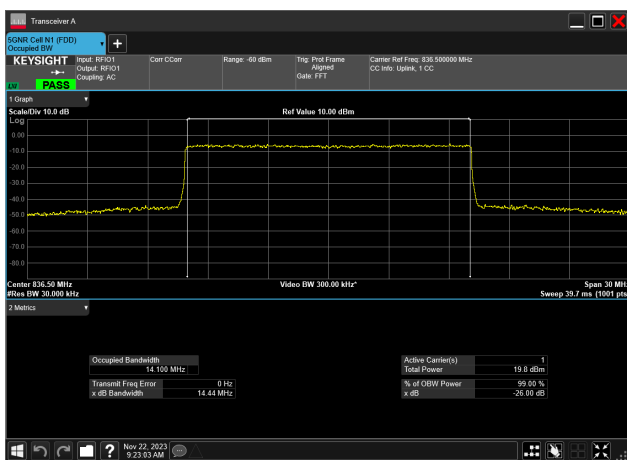 Transceiver A
5GNR Cell N1 (FDD)
Occupied BW
+
KEYSIGHT
Input: RFIO1
Output: RFIO1
Coupling: AC
Corr CCorr
Range: -60 dBm
Trig: Prot Frame
Aligned
Gate: FFT
Carrier Ref Freq: 836.500000 MHz
CC Info: Uplink, 1 CC
PASS
1 Graph
Scale/Div 10.0 dB
Ref Value 10.00 dBm
Log
0.00
-10.0
-20.0
-30.0
-40.0
-50.0
-60.0
-70.0
-80.0
Center 836.50 MHz
Video BW 300.00 kHz*
Span 30 MH
#Res BW 30.000 kHz
Sweep 39.7 ms (1001 pts
2 Metrics
Occupied Bandwidth
14.100 MHz
Active Carrier(s) 1
Total Power 19.8 dBm
Transmit Freq Error 0 Hz
% of OBW Power 99.00 %
x dB Bandwidth 14.44 MHz
x dB -26.00 dB
?
Nov 22, 2023
9:23:03 AM